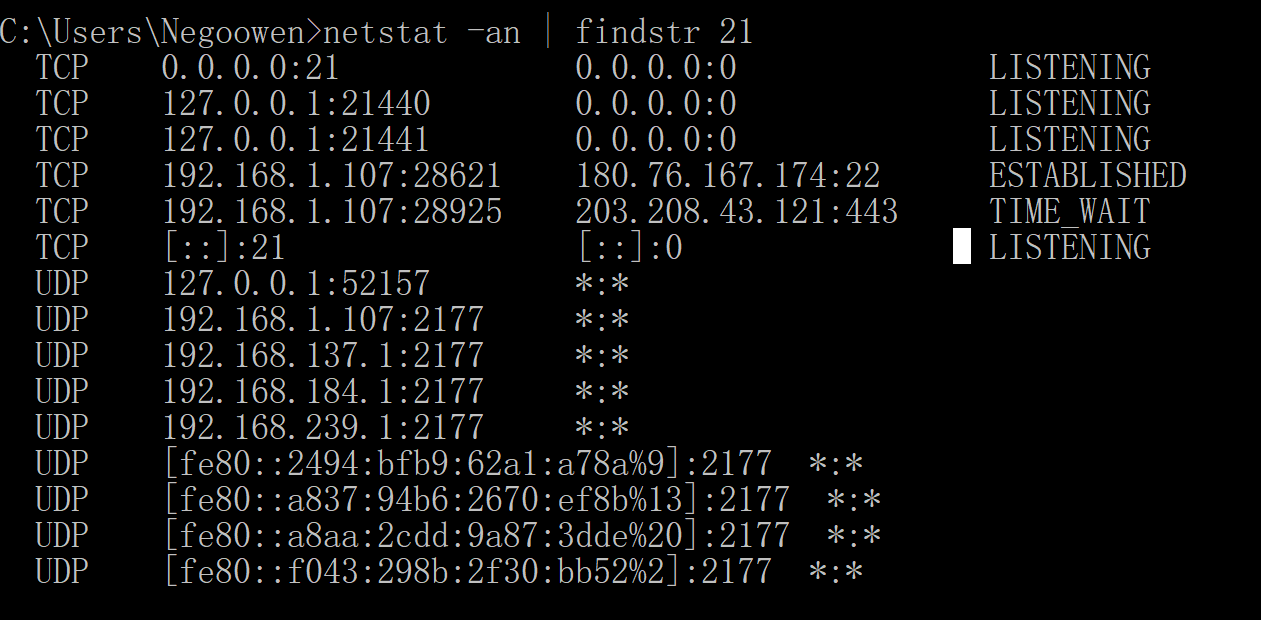 C:\Users\Negoowen>netstat -an | findstr 21
TCP 0.0.0.0:21 0.0.0.0:0 LISTENING
TCP 127.0.0.1:21440 0.0.0.0:0 LISTENING
TCP 127.0.0.1:21441 0.0.0.0:0 LISTENING
TCP 192.168.1.107:28621 180.76.167.174:22 ESTABLISHED
TCP 192.168.1.107:28925 203.208.43.121:443 TIME_WAIT
TCP [::]:21 [::]:0 LISTENING
UDP 127.0.0.1:52157 *:*
UDP 192.168.1.107:2177 *:*
UDP 192.168.137.1:2177 *:*
UDP 192.168.184.1:2177 *:*
UDP 192.168.239.1:2177 *:*
UDP [fe80::2494:bfb9:62a1:a78a%9]:2177 *:*
UDP [fe80::a837:94b6:2670:ef8b%13]:2177 *:*
UDP [fe80::a8aa:2cdd:9a87:3dde%20]:2177 *:*
UDP [fe80::f043:298b:2f30:bb52%2]:2177 *:*